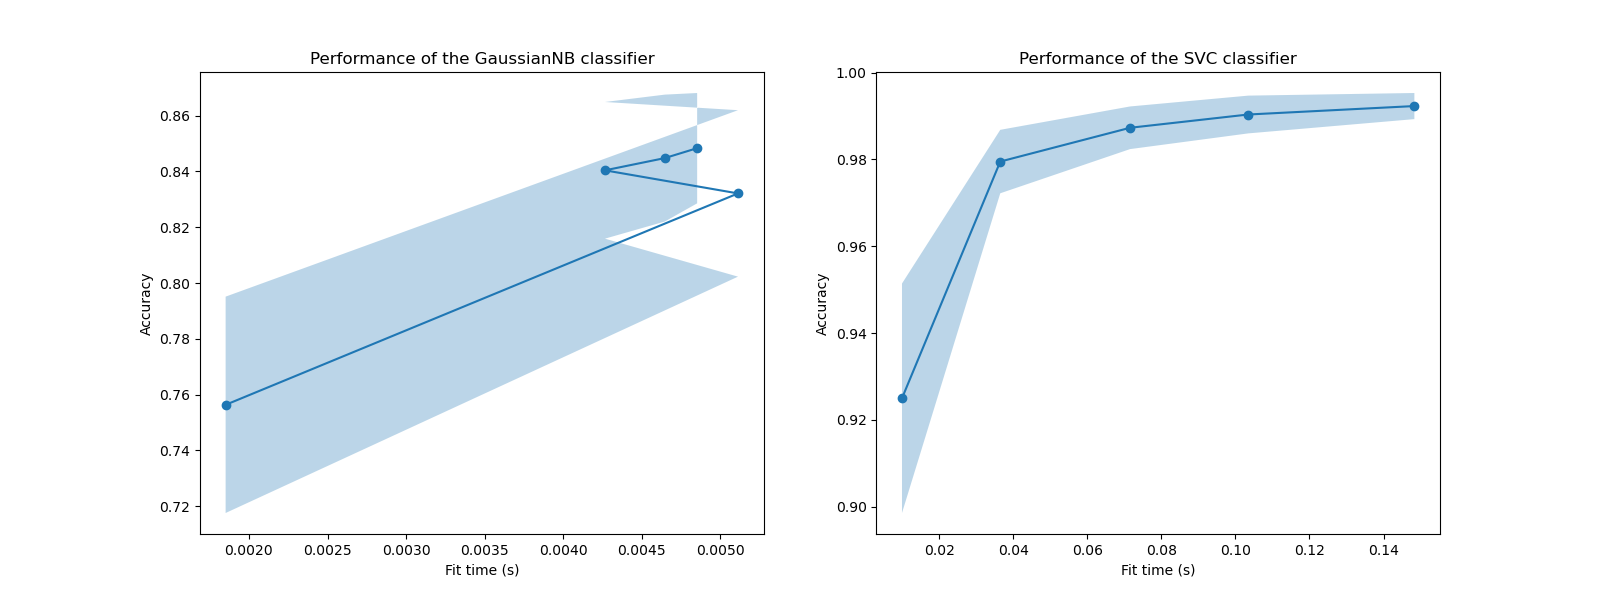 Performance of the GaussianNB classifier
0.86
0.84
0.82
0.80
0.78
0.76
0.74
0.72
Accuracy
0.0020 0.0025 0.0030 0.0035 0.0040 0.0045 0.0050
Fit time (s)
Performance of the SVC classifier
1.00
0.98
0.96
0.94
0.92
0.90
Accuracy
0.02 0.04 0.06 0.08 0.10 0.12 0.14
Fit time (s)